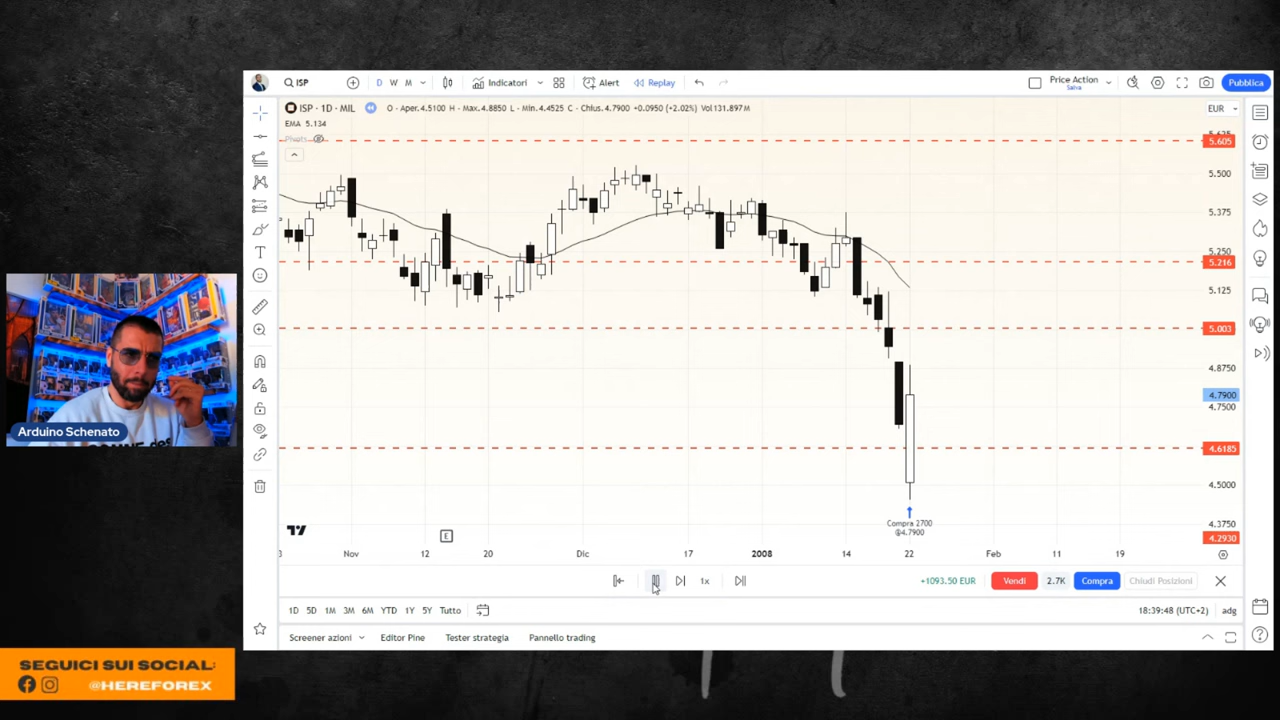 ISP
D W M
Indicatori
Alert
Replay
Price Action
Salva
Pubblica
ISP · 1D · MIL
O - Aper.4.5100 H - Max.4.8850 L - Min.4.4525 C - Chius.4.7900 +0.0950 (+2.02%) Vol131.897M
EUR
EMA 5.134
Pivots
5.605
5.500
5.375
5.250
5.216
5.125
5.003
4.8750
4.7900
4.7500
4.6185
4.5000
4.3750
4.2930
Arduino Schenato
Compra 2700
@4.7900
E
3 Nov 12 20 Dic 17 2008 14 22 Feb 11 19
1x
+1093.50 EUR
Vendi
2.7K
Compra
Chiudi Posizioni
1D 5D 1M 3M 6M YTD 1Y 5Y Tutto
18:39:48 (UTC+2)
adg
Screener azioni
Editor Pine
Tester strategia
Pannello trading
SEGUICI SUI SOCIAL:
@HEREFOREX